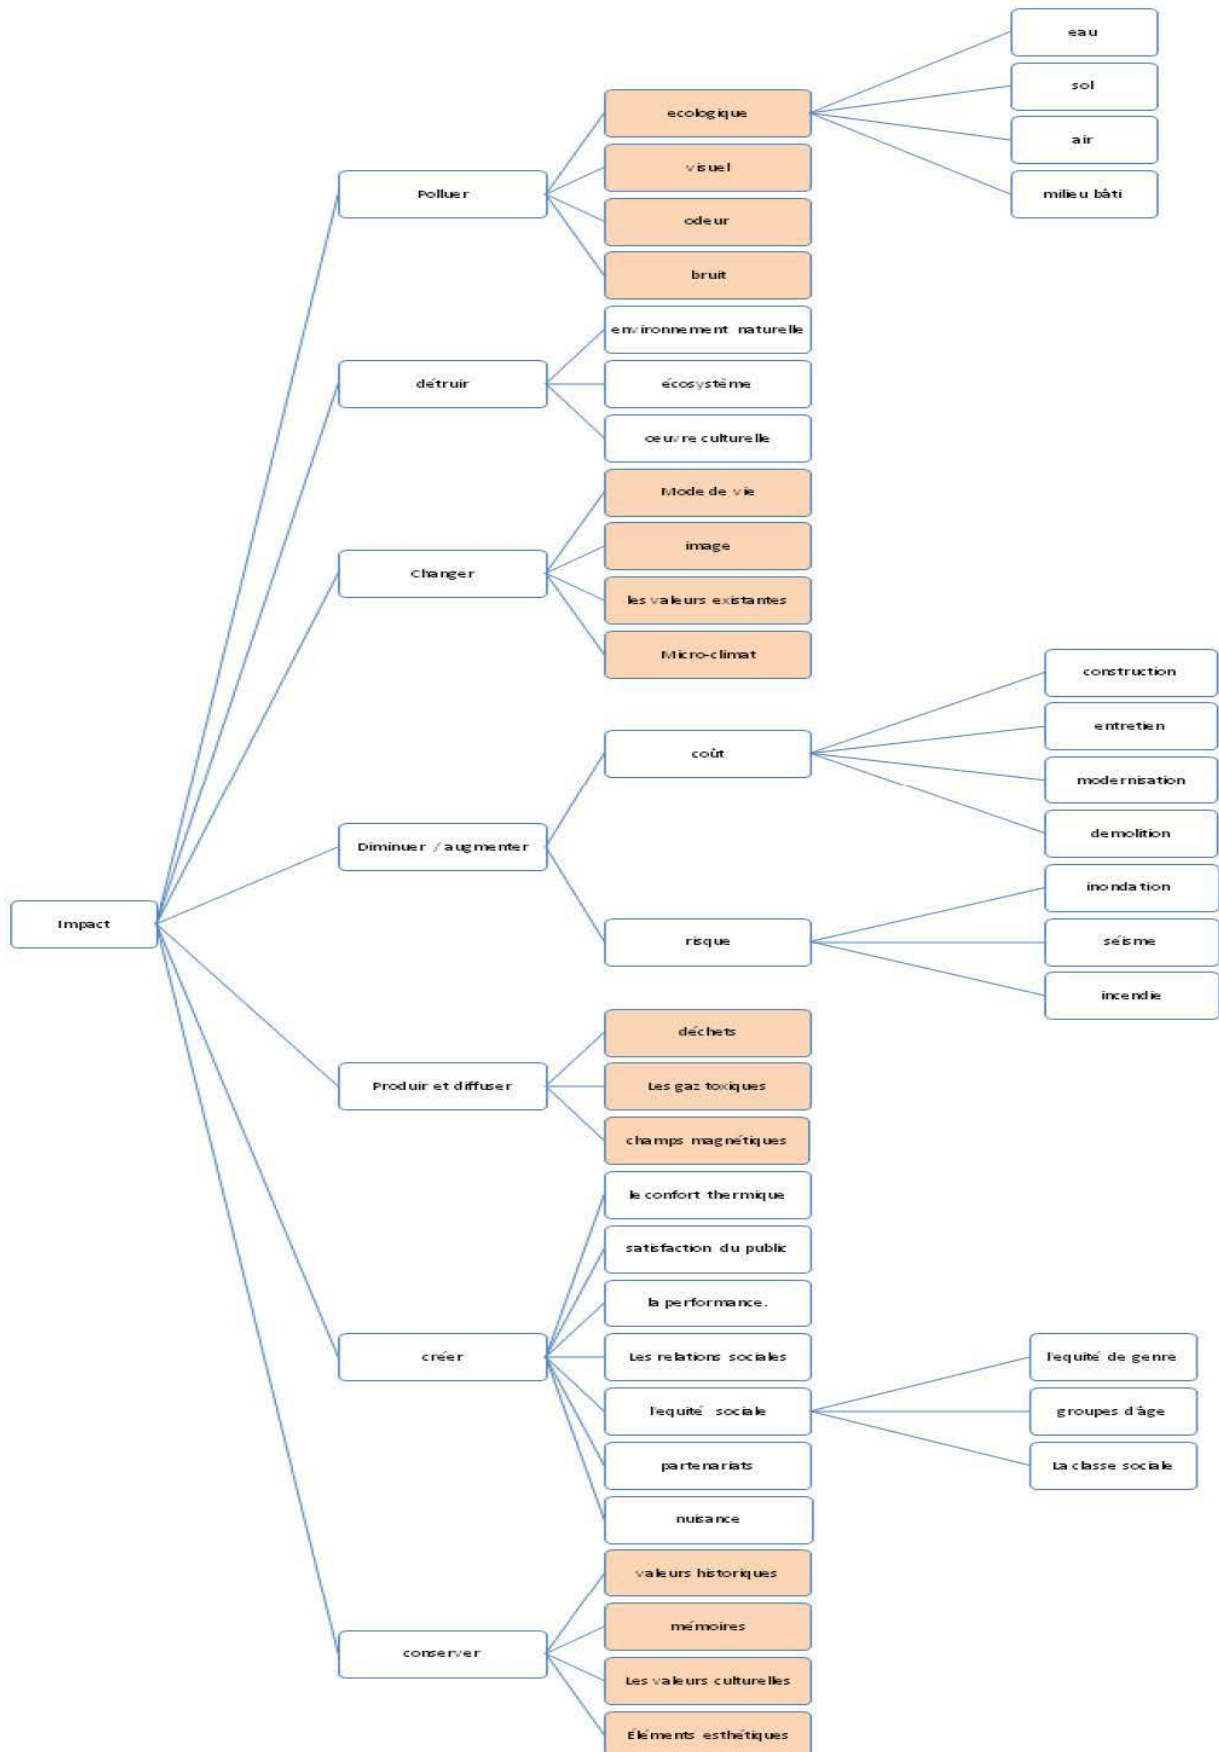 eau
sol
ecologique
air
visuel
milieu bâti
Polluer
odeur
bruit
environnement naturelle
détruir
écosystème
œuvre culturelle
Mode de vie
image
Changer
les valeurs existantes
Micro-climat
construction
entretien
coût
modernisation
demolition
Diminuer / augmenter
inondation
Impact
risque
séisme
incendie
déchets
Produir et diffuser
Les gaz toxiques
champs magnétiques
le confort thermique
satisfaction du public
la performance.
créer
Les relations sociales
l'equité de genre
l'equité sociale
groupes d'âge
partenariats
La classe sociale
nuisance
valeurs historiques
mémoires
conserver
Les valeurs culturelles
Éléments esthétiques